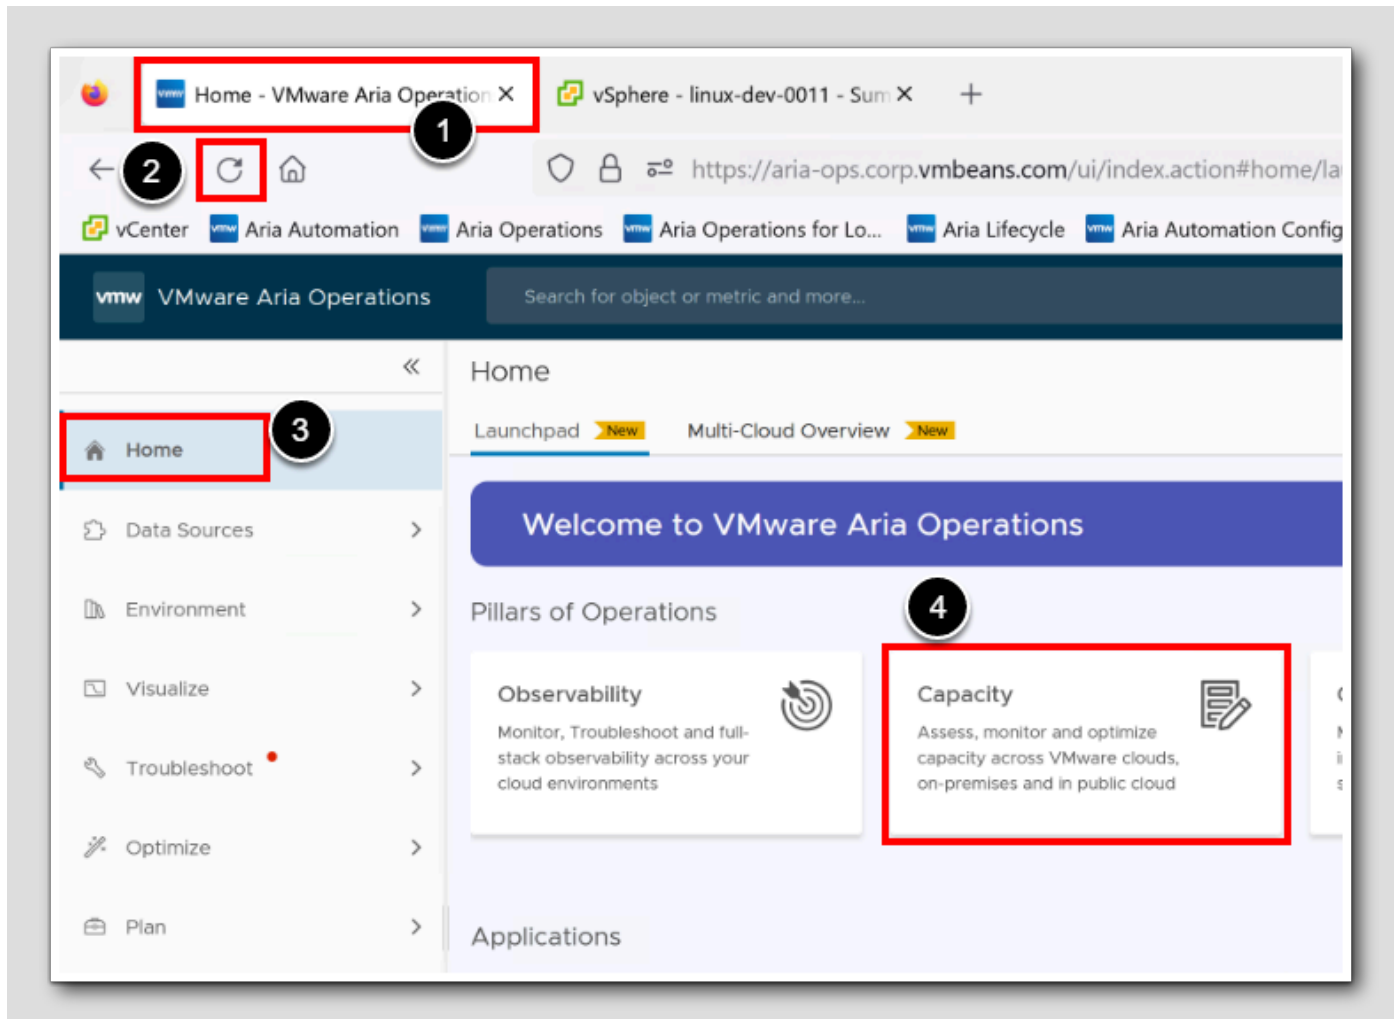 Home - VMware Aria Operation
vSphere - linux-dev-0011 - Sum
1
2
https://aria-ops.corp.vmbeans.com/ui/index.action#home/la
vCenter Aria Automation Aria Operations Aria Operations for Lo... Aria Lifecycle Aria Automation Config
vmw VMware Aria Operations
Search for object or metric and more...
Home
Launchpad New Multi-Cloud Overview New
3
Home
Data Sources
Environment
Visualize
Troubleshoot
Optimize
Plan
Welcome to VMware Aria Operations
Pillars of Operations
4
Observability
Monitor, Troubleshoot and full-
stack observability across your
cloud environments
Capacity
Assess, monitor and optimize
capacity across VMware clouds,
on-premises and in public cloud
Applications